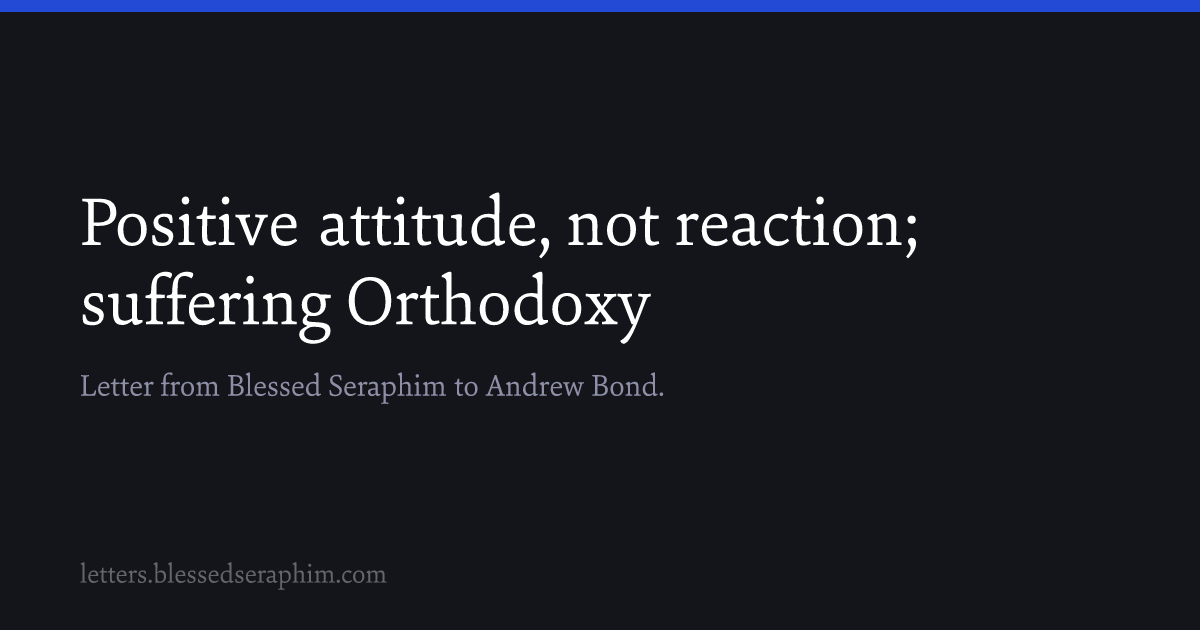 Positive attitude, not reaction;
suffering Orthodoxy
Letter from Blessed Seraphim to Andrew Bond.
letters.blessedseraphim.com